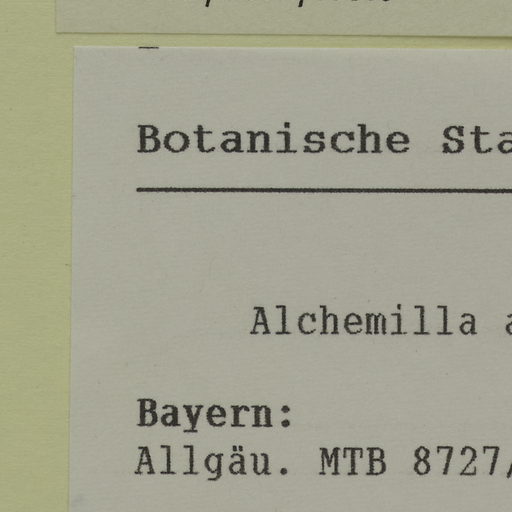 Botanische Sta
Alchemilla a
Bayern:
Allgäu. MTB 8727/